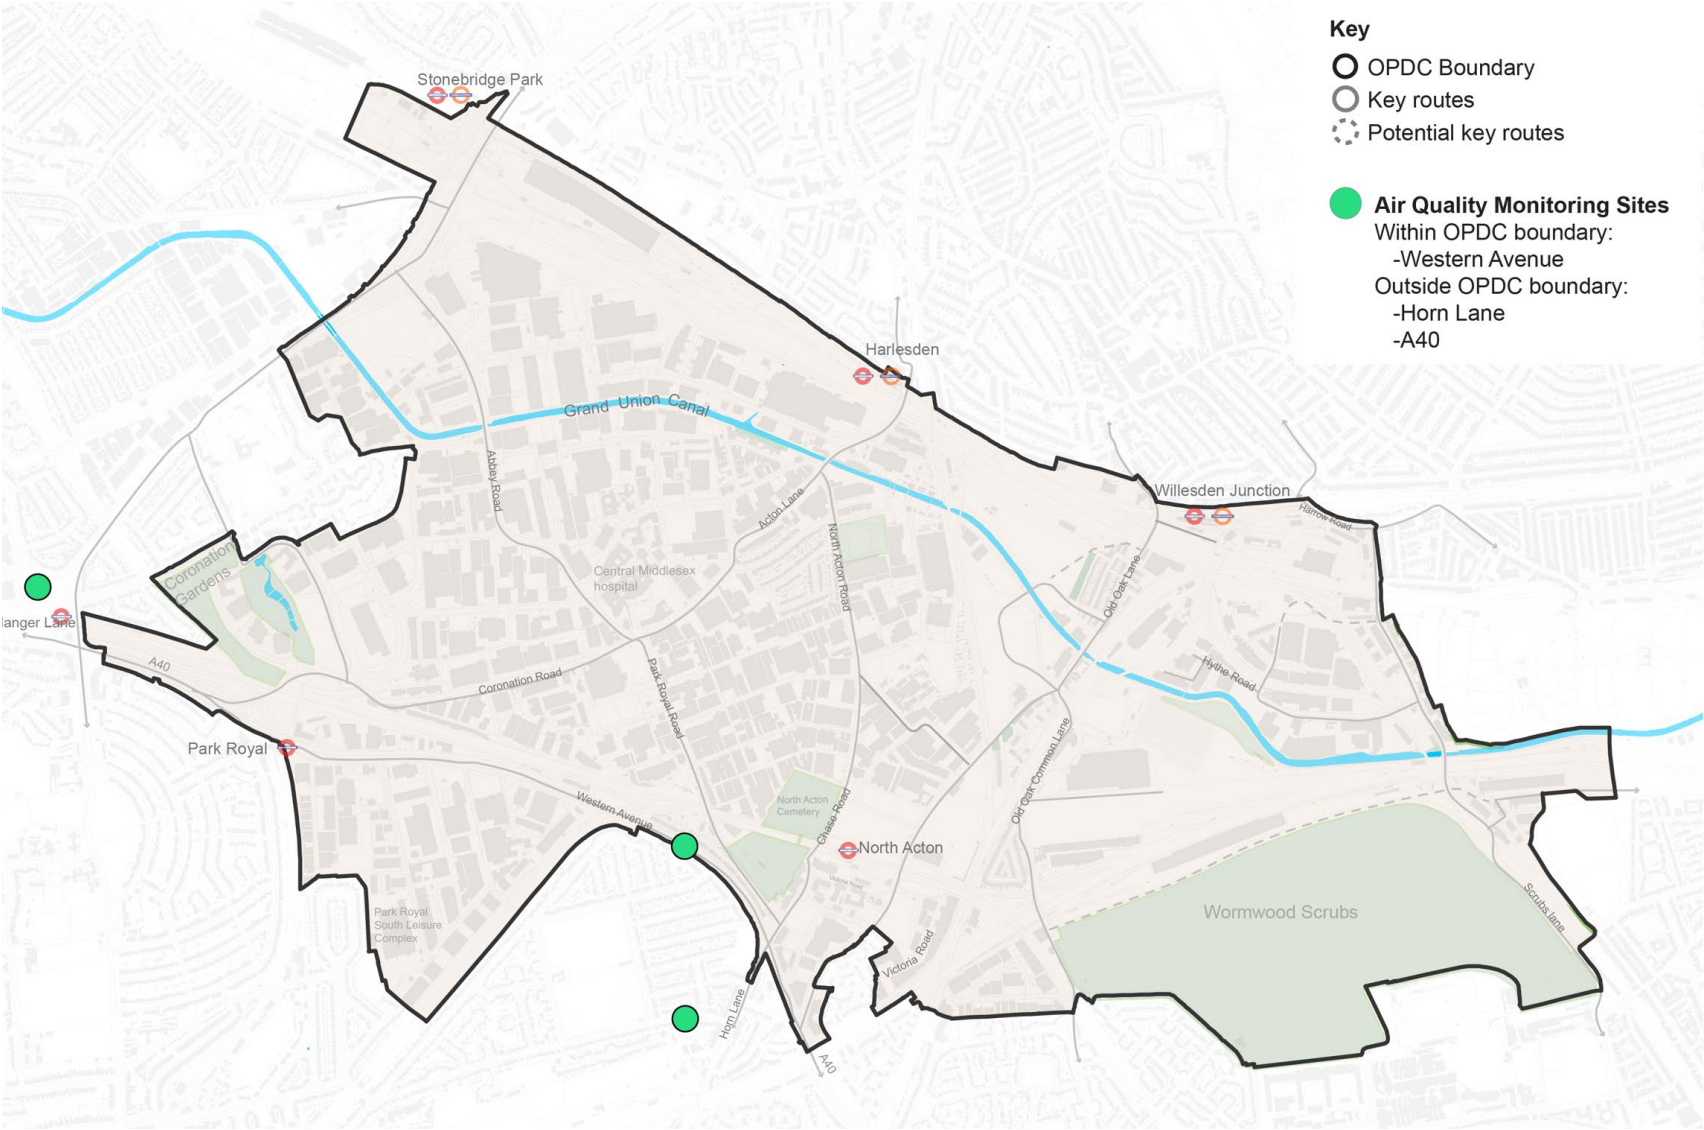 Key
OPDC Boundary
Key routes
Potential key routes
Air Quality Monitoring Sites
Within OPDC boundary:
-Western Avenue
Outside OPDC boundary:
-Horn Lane
-A40
Stonebridge Park
Harlesden
Grand Union Canal
Abbey Road
Acton Lane
Willesden Junction
Harrow Road
North Acton Road
Old Oak Lane
Coronation
Gardens
Central Middlesex
hospital
langer Lane
A40
Coronation Road
Park Royal Road
Hythe Road
Park Royal
Western Avenue
Old Oak Common Lane
North Acton
Cemetery
Chase Road
North Acton
Victoria Road
Park Royal
South Leisure
Complex
Wormwood Scrubs
Scrubs lane
Victoria Road
Horn Lane
A40